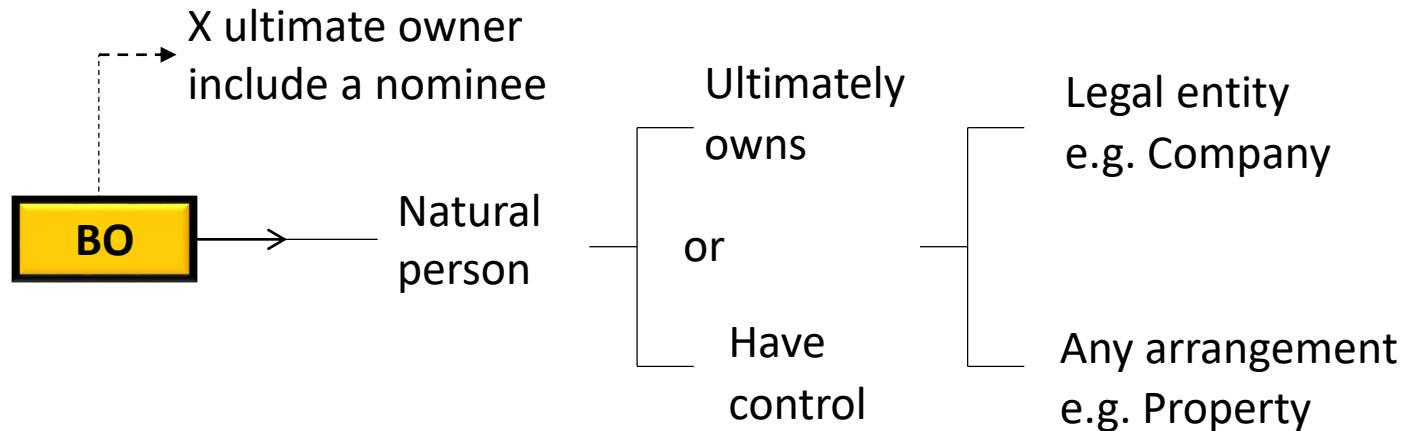 X ultimate owner
include a nominee
BO
Natural
person
Ultimately
owns
or
Have
control
Legal entity
e.g. Company
Any arrangement
e.g. Property